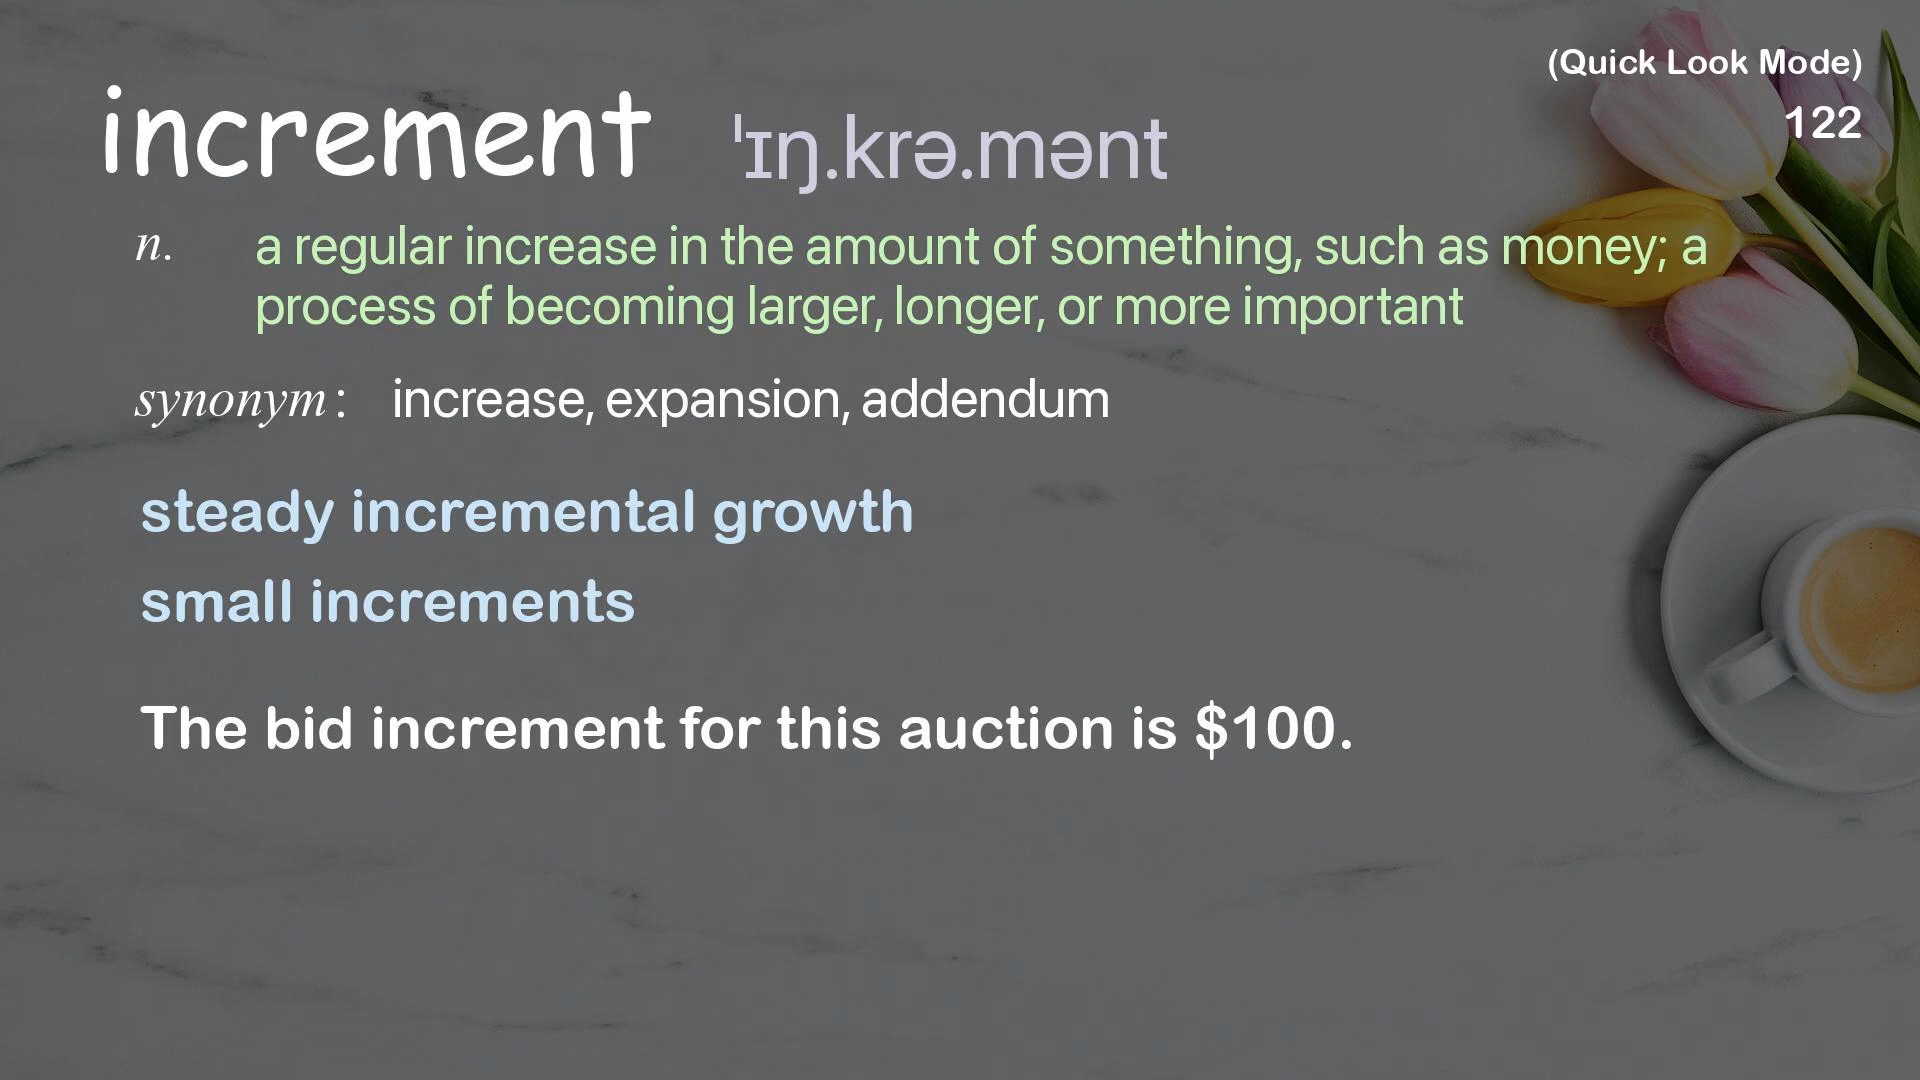 (Quick Look Mode)
122
increment ˈɪŋ.krə.mənt
n. a regular increase in the amount of something, such as money; a
process of becoming larger, longer, or more important
synonym: increase, expansion, addendum
steady incremental growth
small increments
The bid increment for this auction is $100.